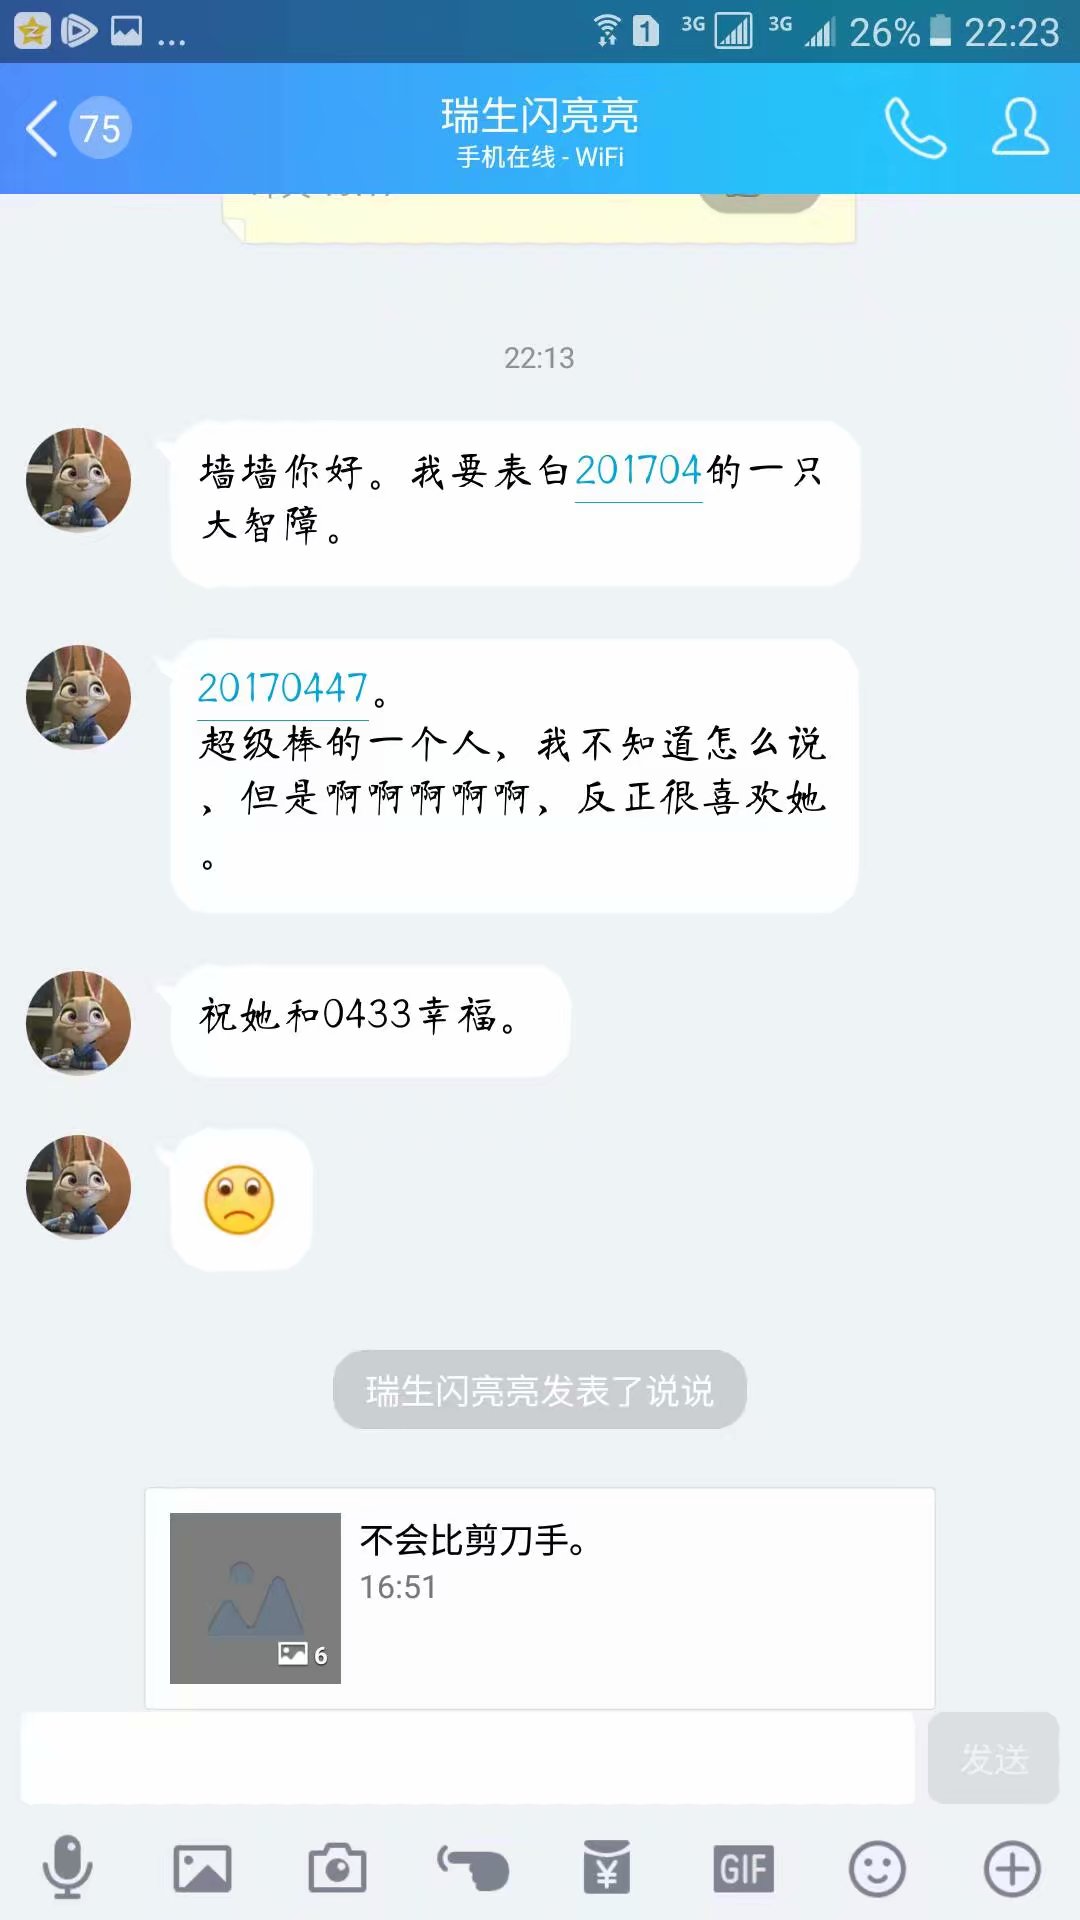 1 3G 3G 26% 22:23
75
瑞生闪亮亮
手机在线 - WiFi
22:13
墙墙你好。我要表白201704的一只
大智障。
20170447。
超级棒的一个人，我不知道怎么说
，但是啊啊啊啊啊，反正很喜欢她
。
祝她和0433幸福。
瑞生闪亮亮发表了说说
不会比剪刀手。
16:51
6
发送
GIF